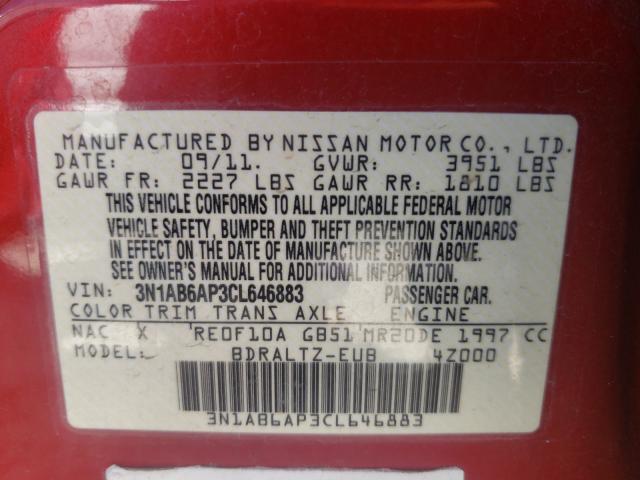 MANUFACTURED BY NISSAN MOTOR CO., LTD.
DATE: 09/11. GVWR: 3951 LBS
GAWR FR: 2227 LBS GAWR RR: 1810 LBS
THIS VEHICLE CONFORMS TO ALL APPLICABLE FEDERAL MOTOR
VEHICLE SAFETY, BUMPER AND THEFT PREVENTION STANDARDS
IN EFFECT ON THE DATE OF MANUFACTURE SHOWN ABOVE.
SEE OWNER'S MANUAL FOR ADDITIONAL INFORMATION.
VIN: 3N1AB6AP3CL646883 PASSENGER CAR.
COLOR TRIM TRANS AXLE ENGINE
NAC X RE0F10A GB51 MR20DE 1997 CC
MODEL: BDRALTZ-EUB 4Z000
3N1AB6AP3CL646883